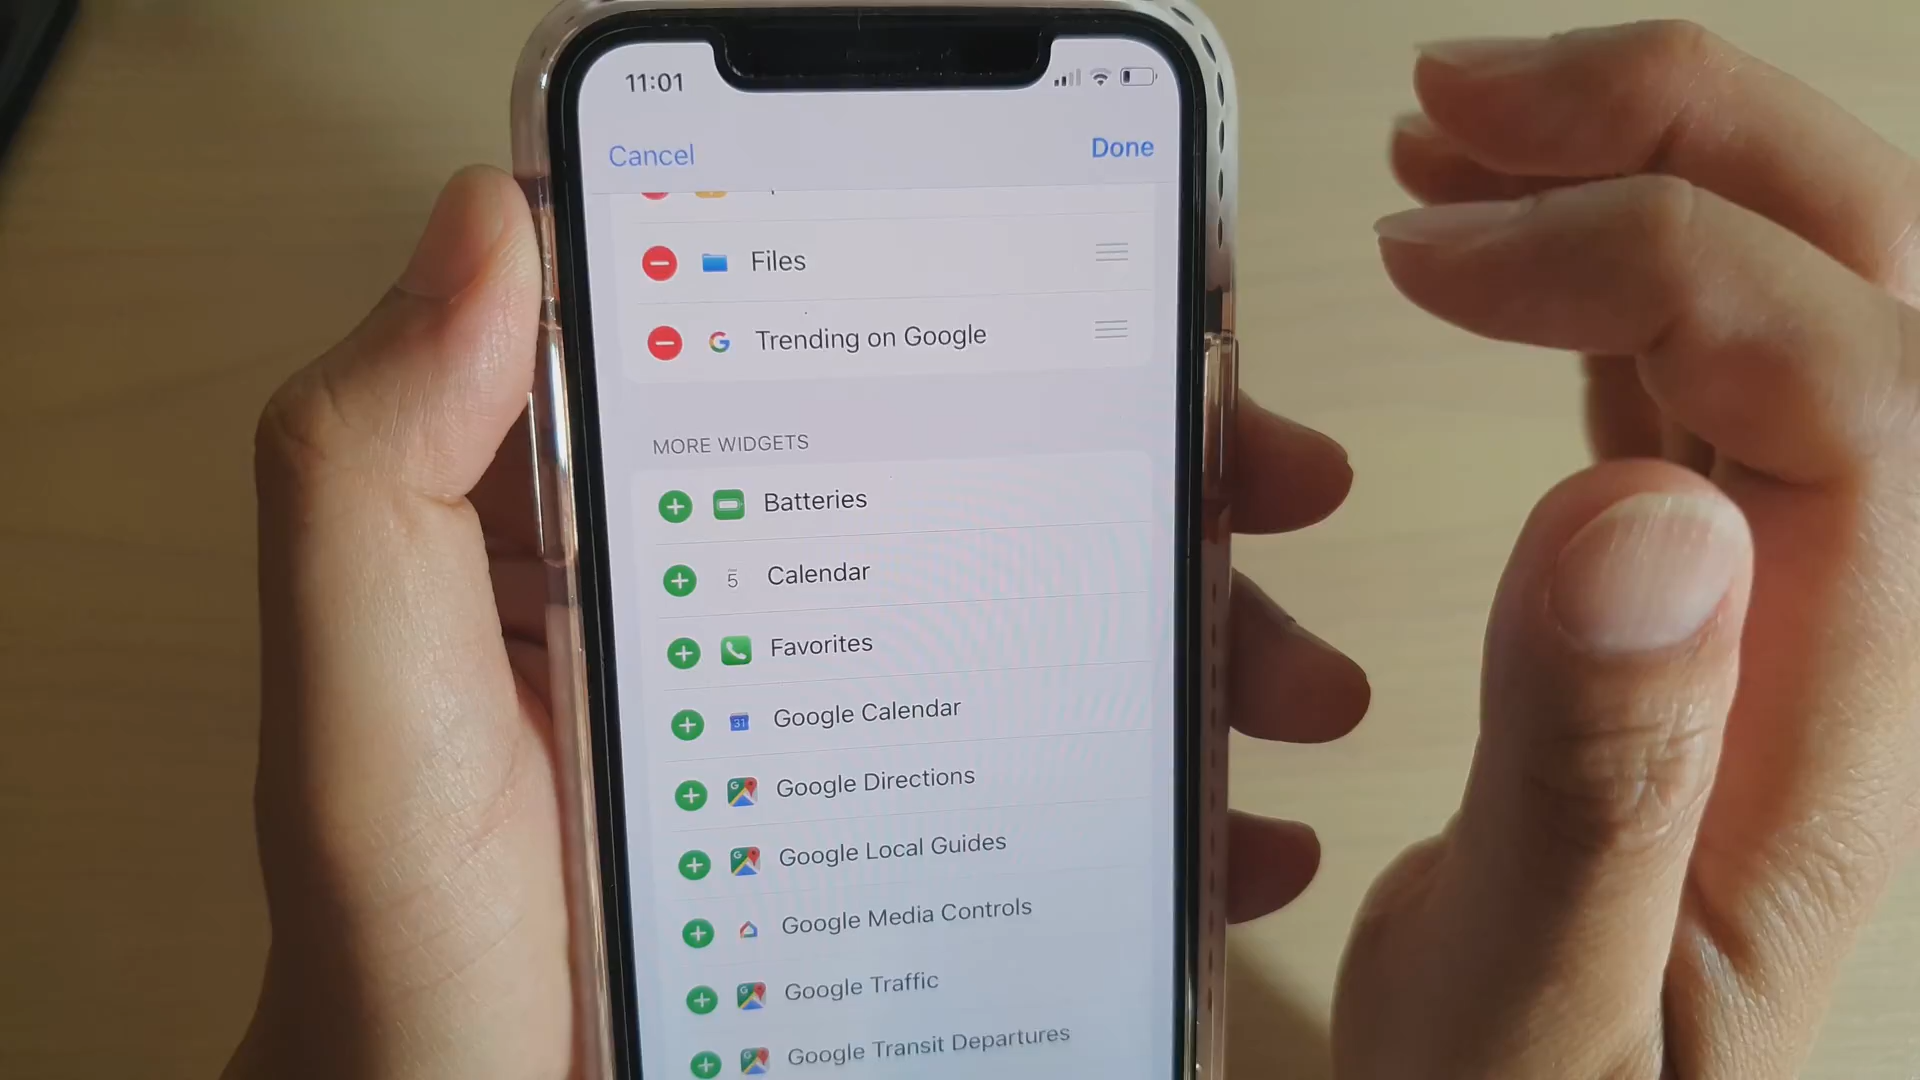 11:01
Cancel
Done
Files
Trending on Google
MORE WIDGETS
Batteries
5 Calendar
Favorites
31 Google Calendar
Google Directions
Google Local Guides
Google Media Controls
Google Traffic
Google Transit Departures